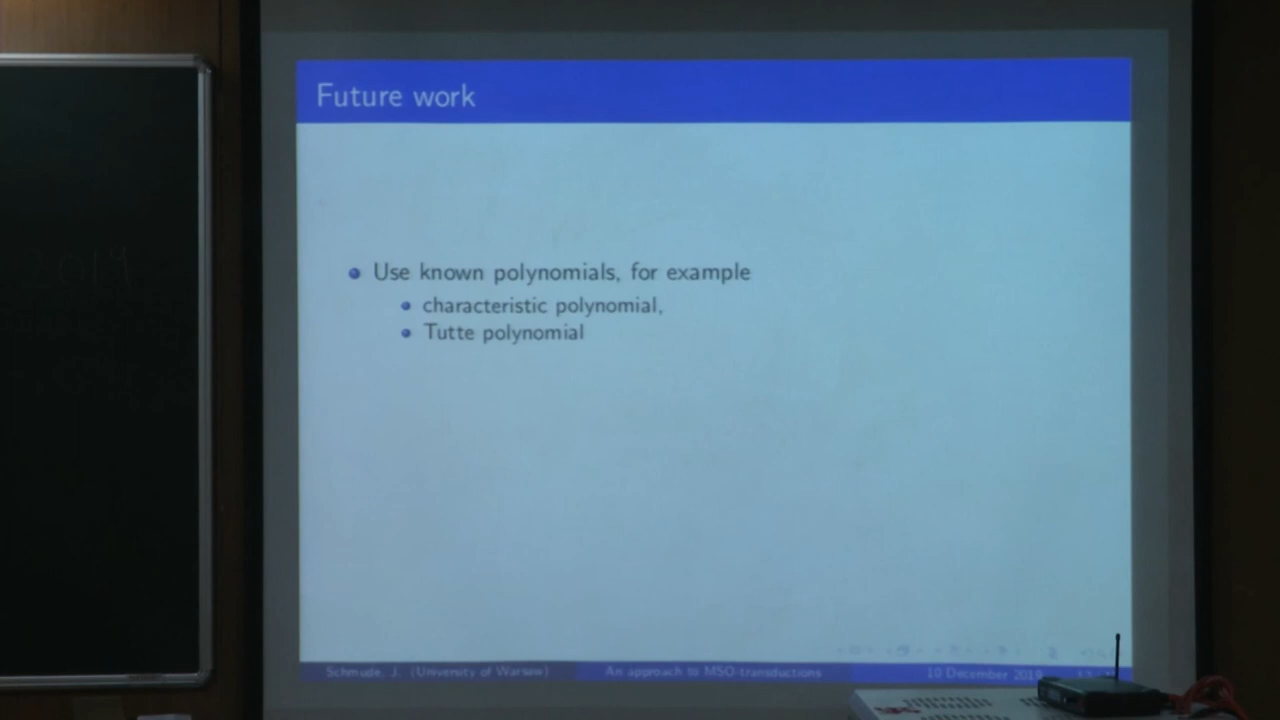 Future work
Use known polynomials, for example
characteristic polynomial,
Tutte polynomial
Schmude, J. (University of Warsaw) An approach to MSO-transductions 10 December